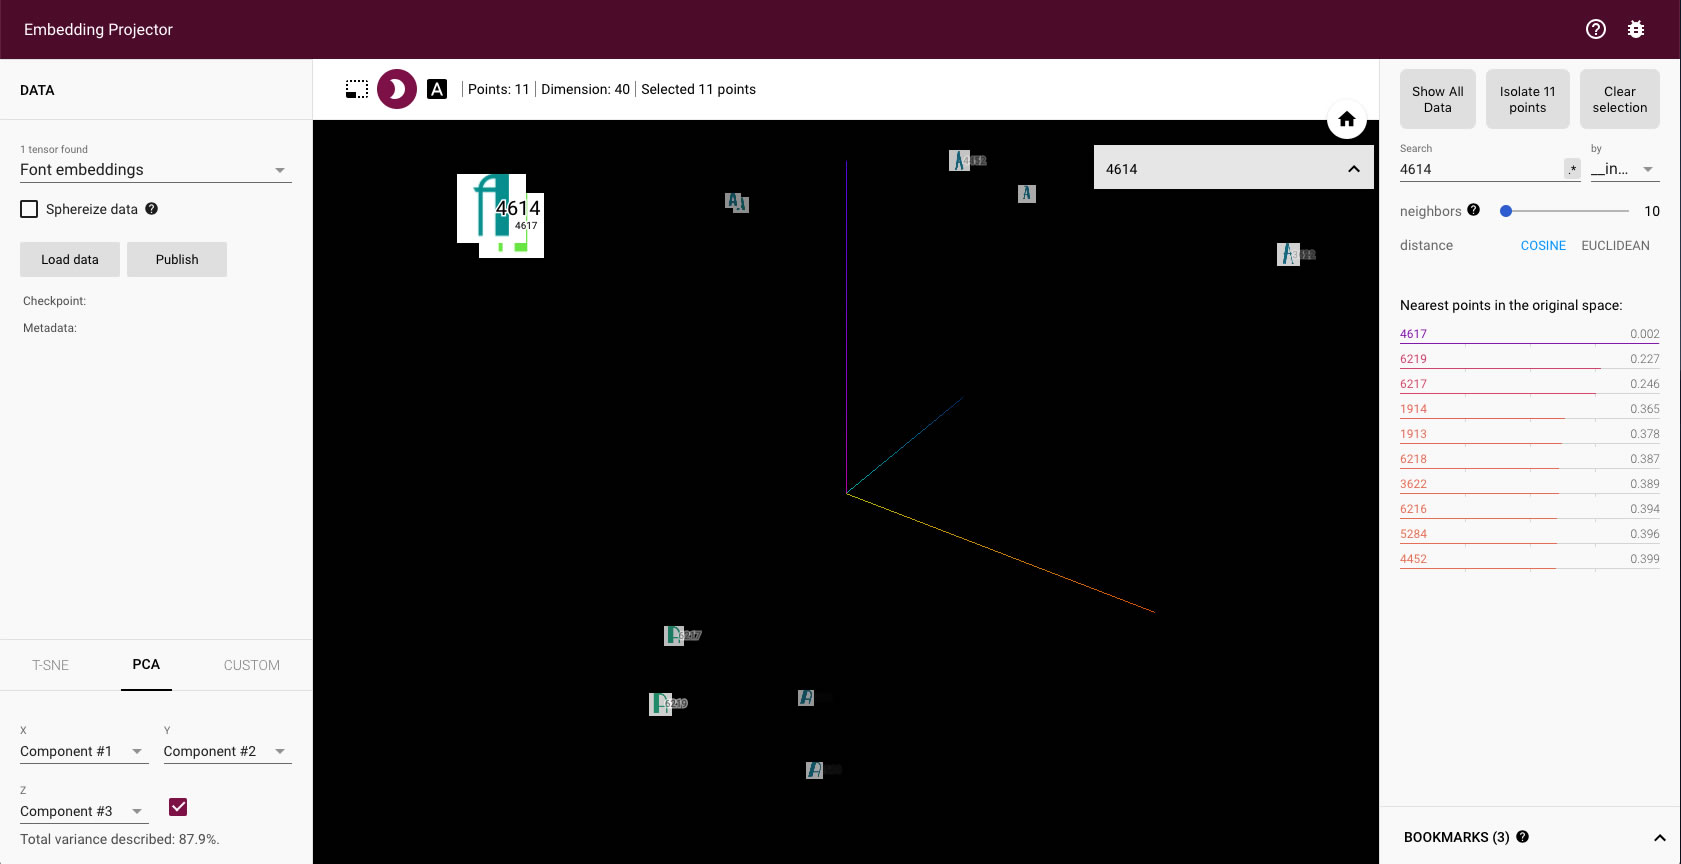 Embedding Projector
DATA
1 tensor found
Font embeddings
Sphereize data
Load data
Publish
Checkpoint:
Metadata:
T-SNE
PCA
CUSTOM
X
Component #1
Y
Component #2
Z
Component #3
Total variance described: 87.9%.
A
Points: 11
Dimension: 40
Selected 11 points
4614
A
4614
4617
A
A
A
A
6217
6219
A
A
Show All Data
Isolate 11 points
Clear selection
Search
4614
.*
by
__in...
neighbors
10
distance
COSINE
EUCLIDEAN
Nearest points in the original space:
4617 0.002
6219 0.227
6217 0.246
1914 0.365
1913 0.378
6218 0.387
3622 0.389
6216 0.394
5284 0.396
4452 0.399
BOOKMARKS (3)